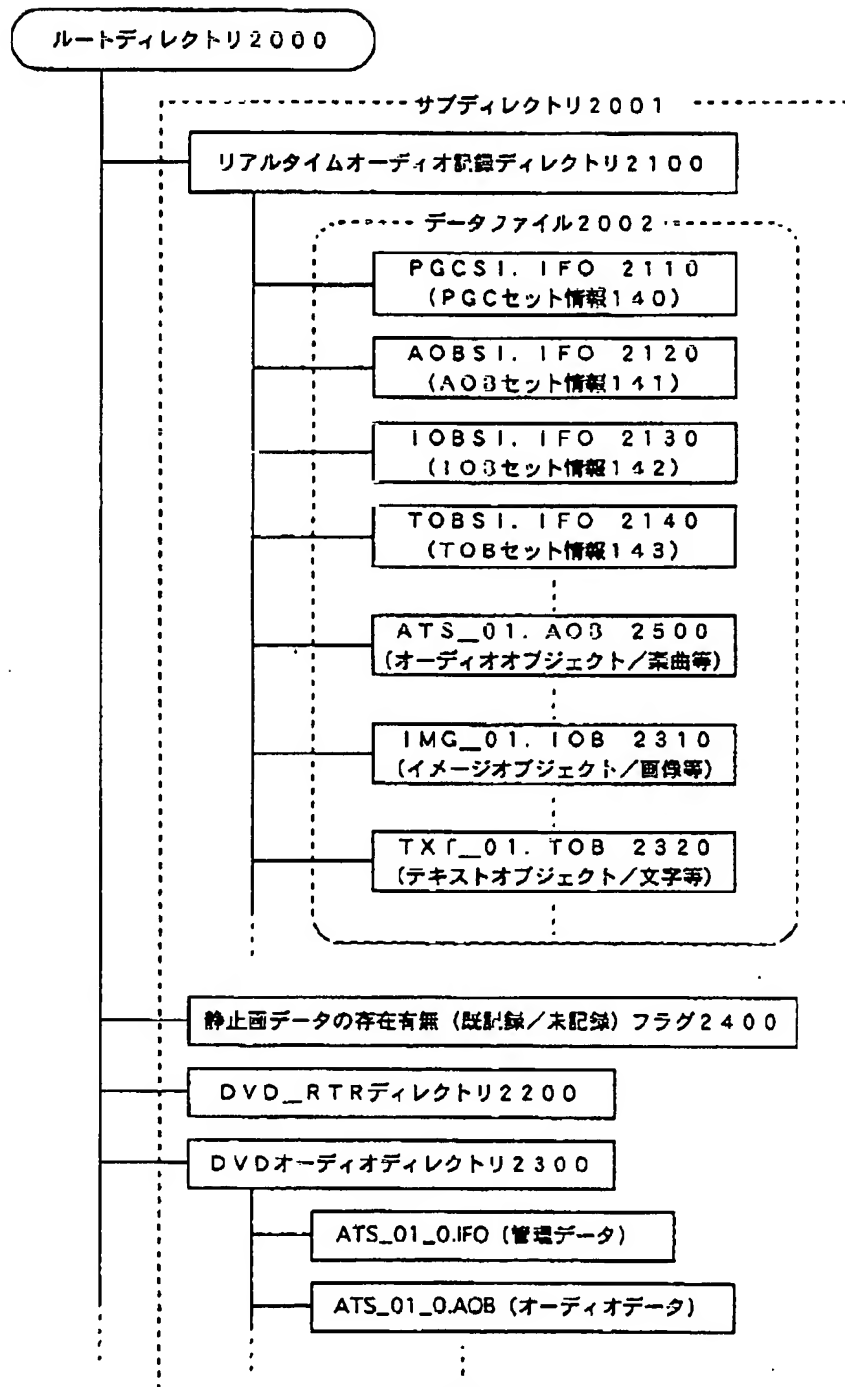 ルートディレクトリ2000
サブディレクトリ2001
リアルタイムオーディオ記録ディレクトリ2100
データファイル2002
PGCSI.IFO 2110
(PGCセット情報140)
AOBSI.IFO 2120
(AOBセット情報141)
IOBSI.IFO 2130
(IOBセット情報142)
TOBSI.IFO 2140
(TOBセット情報143)
ATS_01.AOB 2500
(オーディオオブジェクト/楽曲等)
IMG_01.IOB 2310
(イメージオブジェクト/画像等)
TXT_01.TOB 2320
(テキストオブジェクト/文字等)
静止画データの存在有無(既記録/未記録)フラグ2400
DVD_RTRディレクトリ2200
DVDオーディオディレクトリ2300
ATS_01_0.IFO(管理データ)
ATS_01_0.AOB(オーディオデータ)